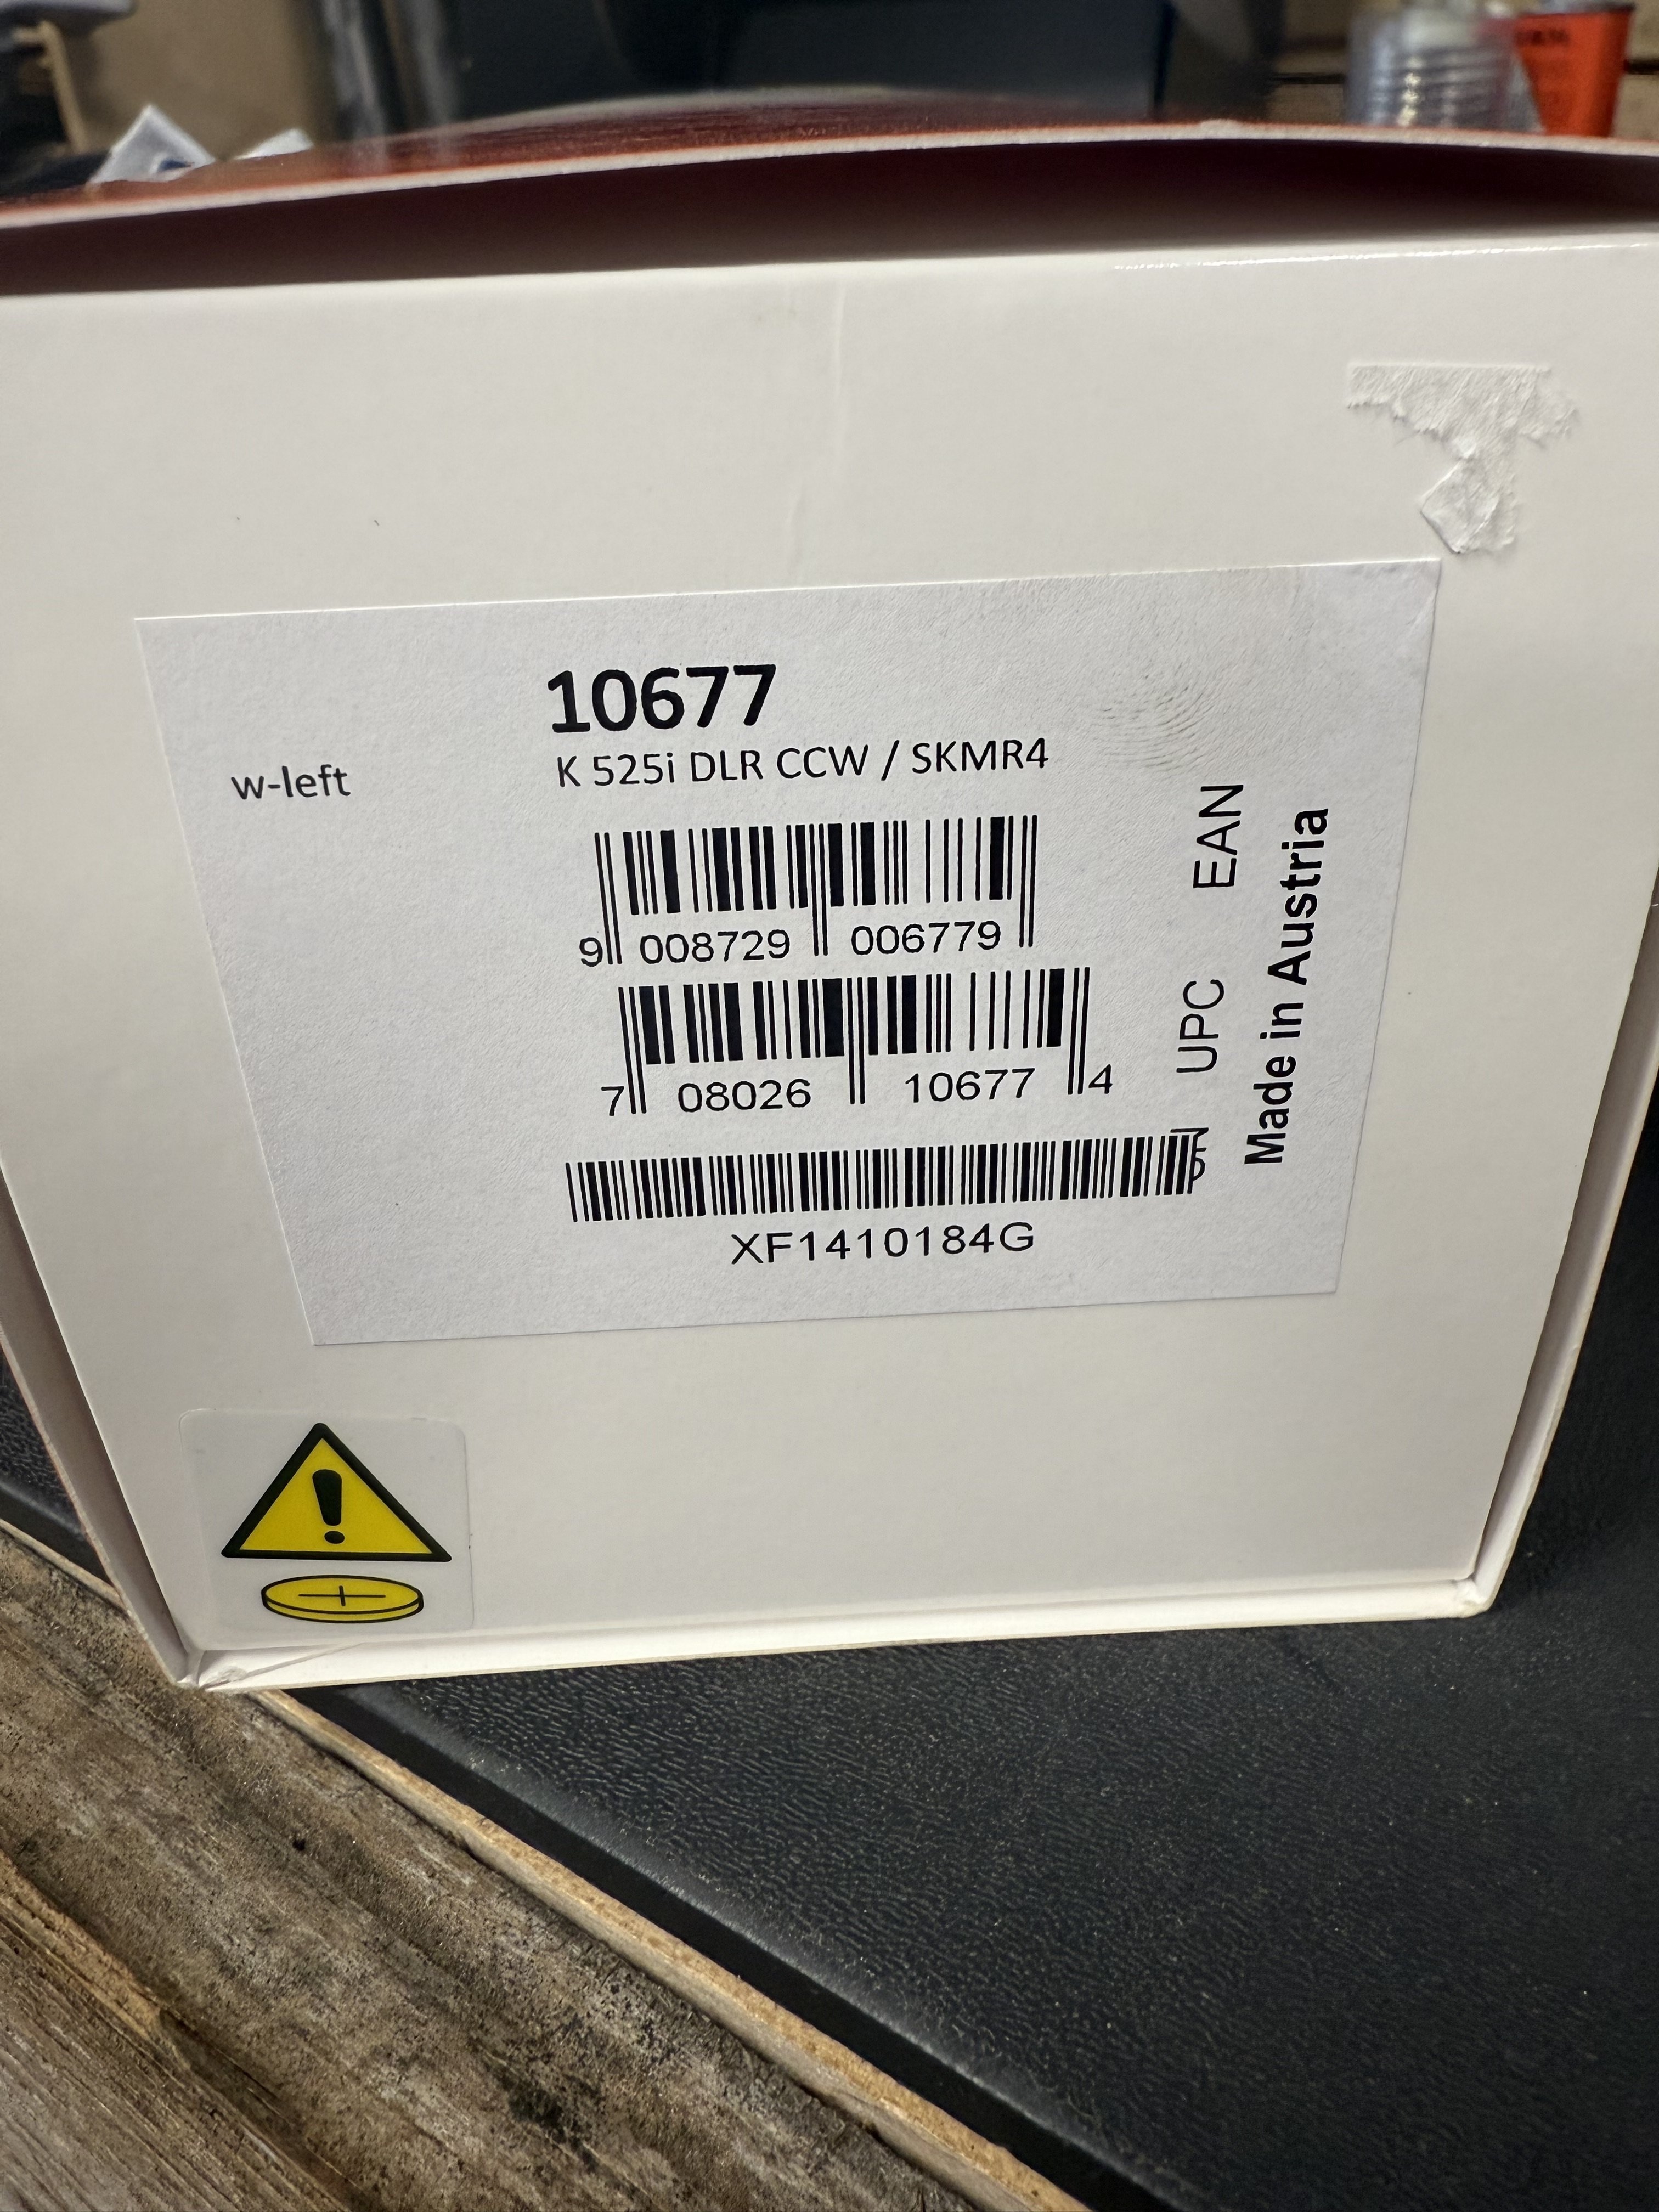 10677
w-left
K 525i DLR CCW / SKMR4
9 008729 006779
EAN
7 08026 10677 4
UPC
Made in Austria
XF1410184G